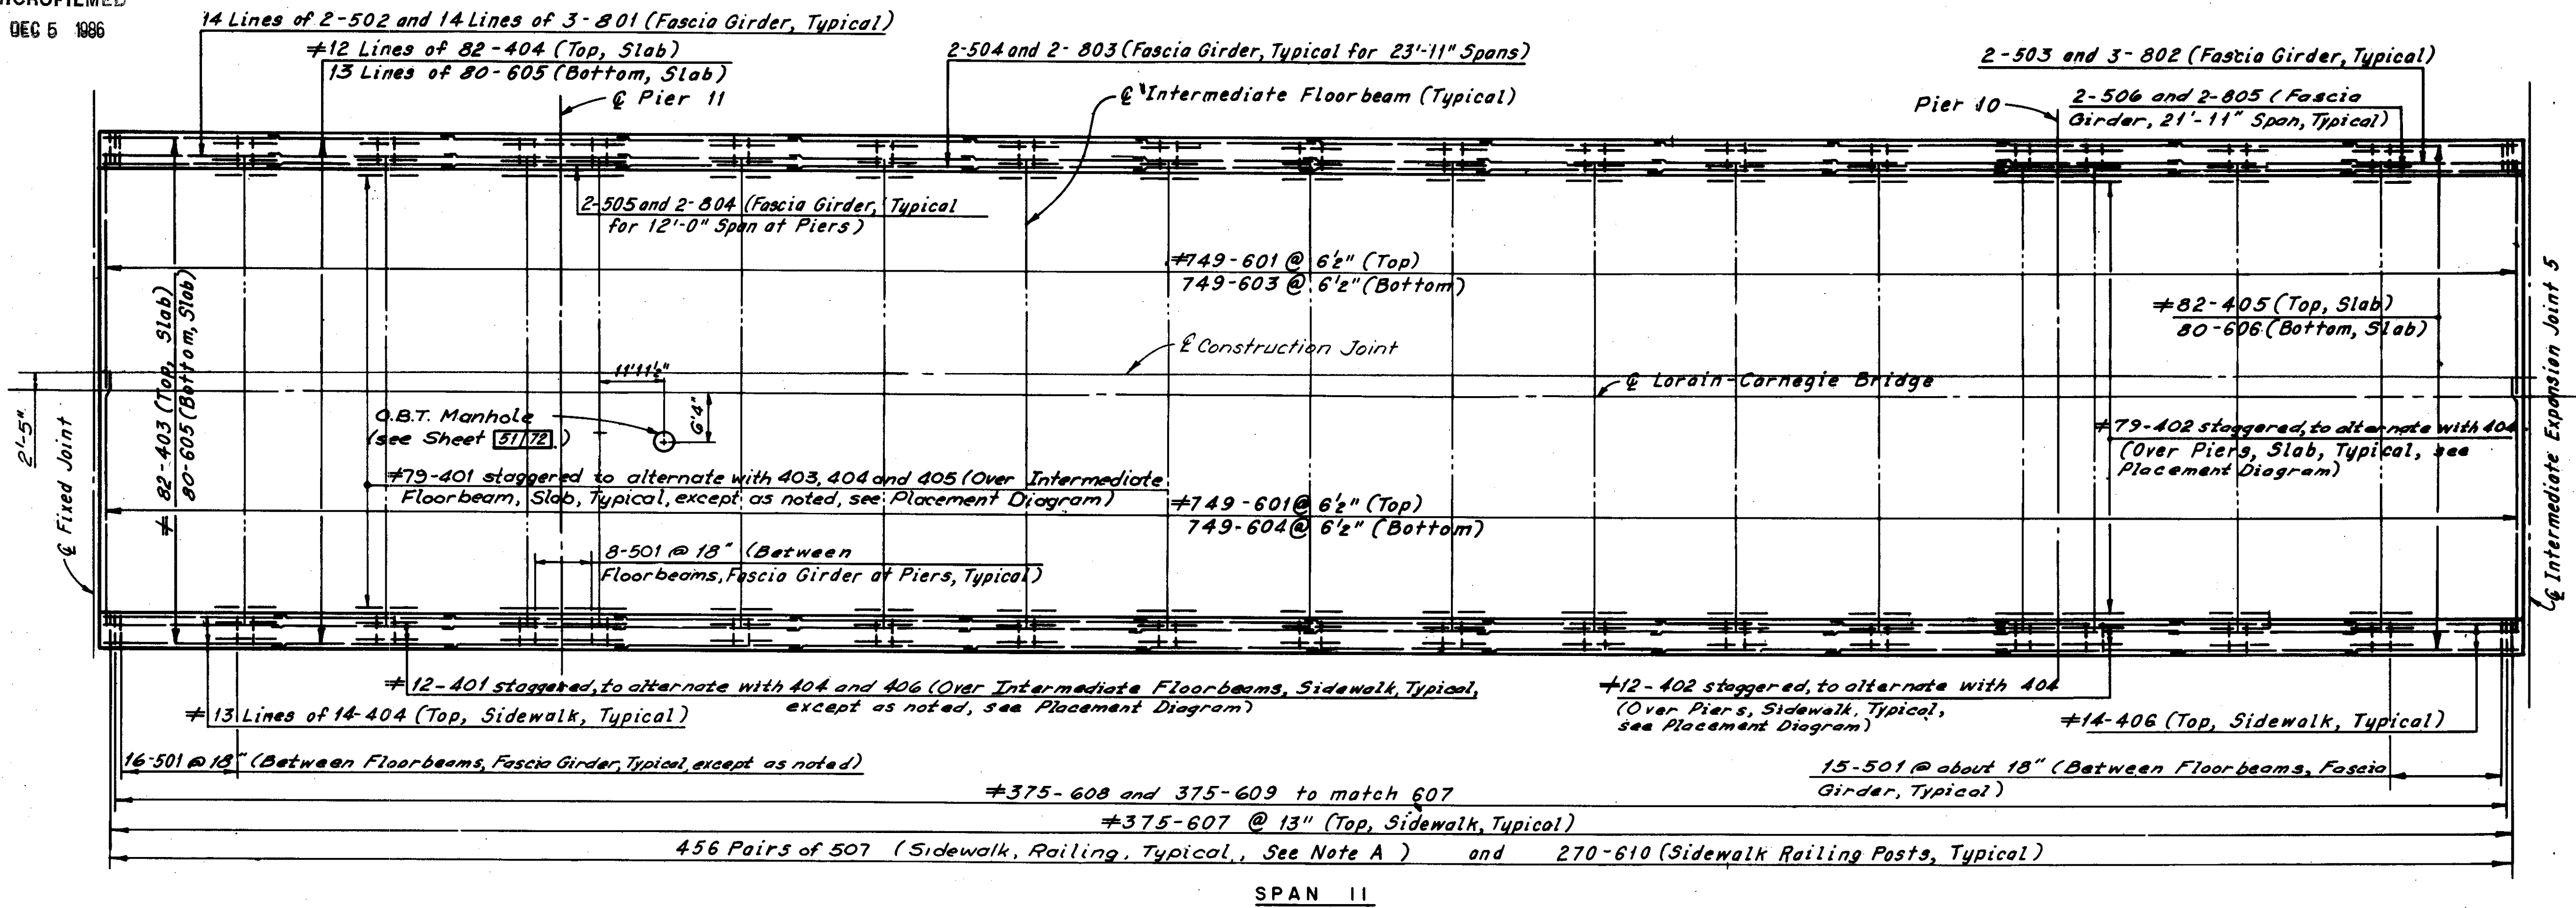 MICROFILMED
DEC 5 1986
14 Lines of 2-502 and 14 Lines of 3-801 (Fascia Girder, Typical)
≠12 Lines of 82-404 (Top, Slab)
13 Lines of 80-605 (Bottom, Slab)
℄ Pier 11
2-504 and 2-803 (Fascia Girder, Typical for 23'-11" Spans)
℄ Intermediate Floorbeam (Typical)
2-503 and 3-802 (Fascia Girder, Typical)
Pier 10
2-506 and 2-805 (Fascia
Girder, 21'-11" Span, Typical)
2-505 and 2-804 (Fascia Girder, Typical
for 12'-0" Span at Piers)
≠749-601 @ 6½" (Top)
749-603 @ 6½" (Bottom)
≠82-405 (Top, Slab)
80-606 (Bottom, Slab)
℄ Construction Joint
℄ Lorain-Carnegie Bridge
11'11½"
6'4"
O.B.T. Manhole
(see Sheet 51/72)
2'-5"
℄ Fixed Joint
≠ 82-403 (Top, Slab)
80-605 (Bottom, Slab)
℄ Intermediate Expansion Joint 5
≠79-402 staggered, to alternate with 404
(Over Piers, Slab, Typical, see
Placement Diagram)
≠79-401 staggered to alternate with 403, 404 and 405 (Over Intermediate
Floorbeam, Slab, Typical, except as noted, see Placement Diagram)
≠749-601 @ 6½" (Top)
749-604 @ 6½" (Bottom)
8-501 @ 18" (Between
Floorbeams, Fascia Girder at Piers, Typical)
≠12-401 staggered, to alternate with 404 and 406 (Over Intermediate Floorbeams, Sidewalk, Typical,
except as noted, see Placement Diagram)
≠12-402 staggered, to alternate with 404
(Over Piers, Sidewalk, Typical,
see Placement Diagram)
≠13 Lines of 14-404 (Top, Sidewalk, Typical)
≠14-406 (Top, Sidewalk, Typical)
16-501 @ 18" (Between Floorbeams, Fascia Girder, Typical, except as noted)
15-501 @ about 18" (Between Floorbeams, Fascia
Girder, Typical)
≠375-608 and 375-609 to match 607
≠375-607 @ 13" (Top, Sidewalk, Typical)
456 Pairs of 507 (Sidewalk, Railing, Typical, See Note A) and 270-610 (Sidewalk Railing Posts, Typical)
SPAN 11